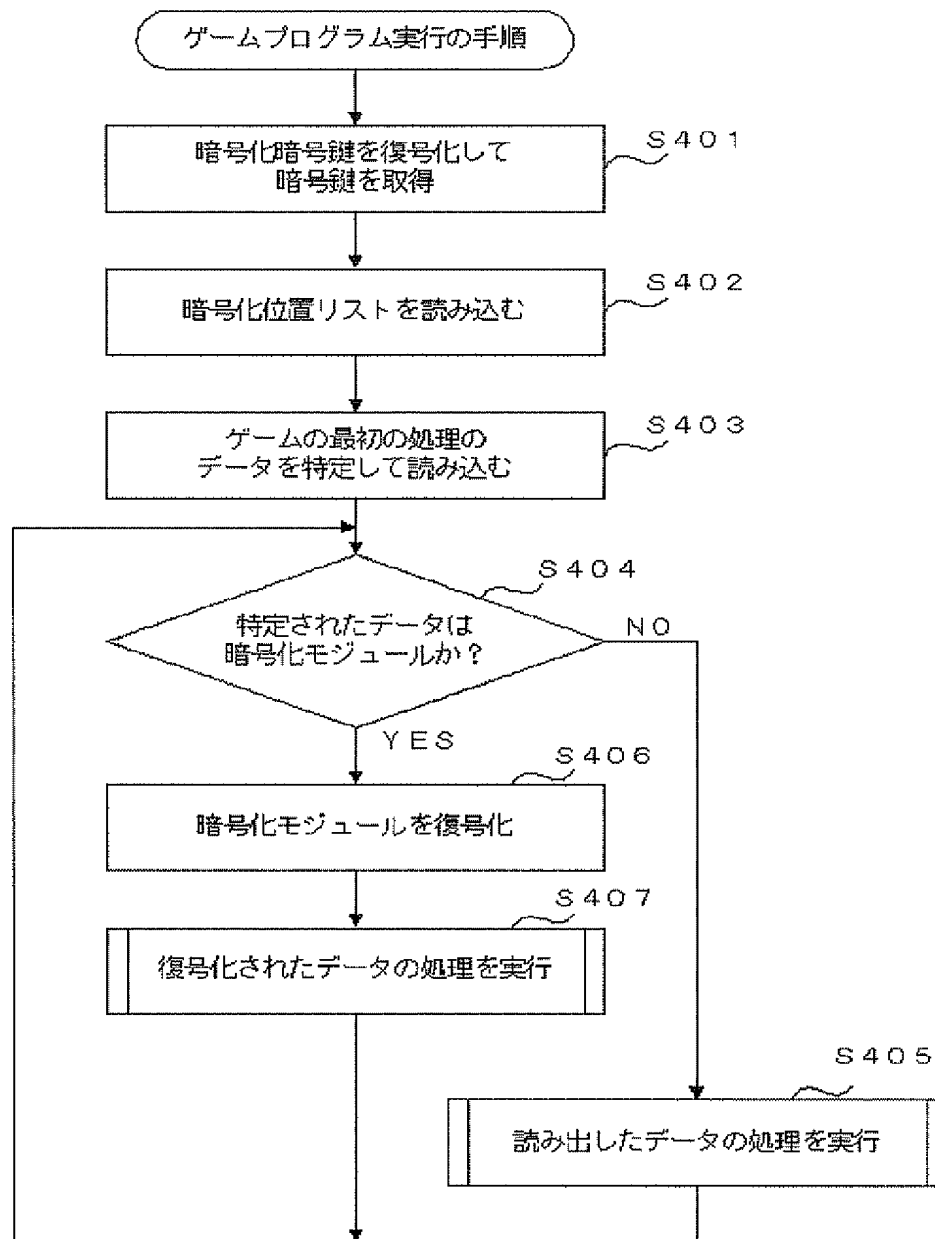 ゲームプログラム実行の手順
S401
暗号化暗号鍵を復号化して
暗号鍵を取得
S402
暗号化位置リストを読み込む
S403
ゲームの最初の処理の
データを特定して読み込む
S404
特定されたデータは
暗号化モジュールか？
NO
YES
S406
暗号化モジュールを復号化
S407
復号化されたデータの処理を実行
S405
読み出したデータの処理を実行